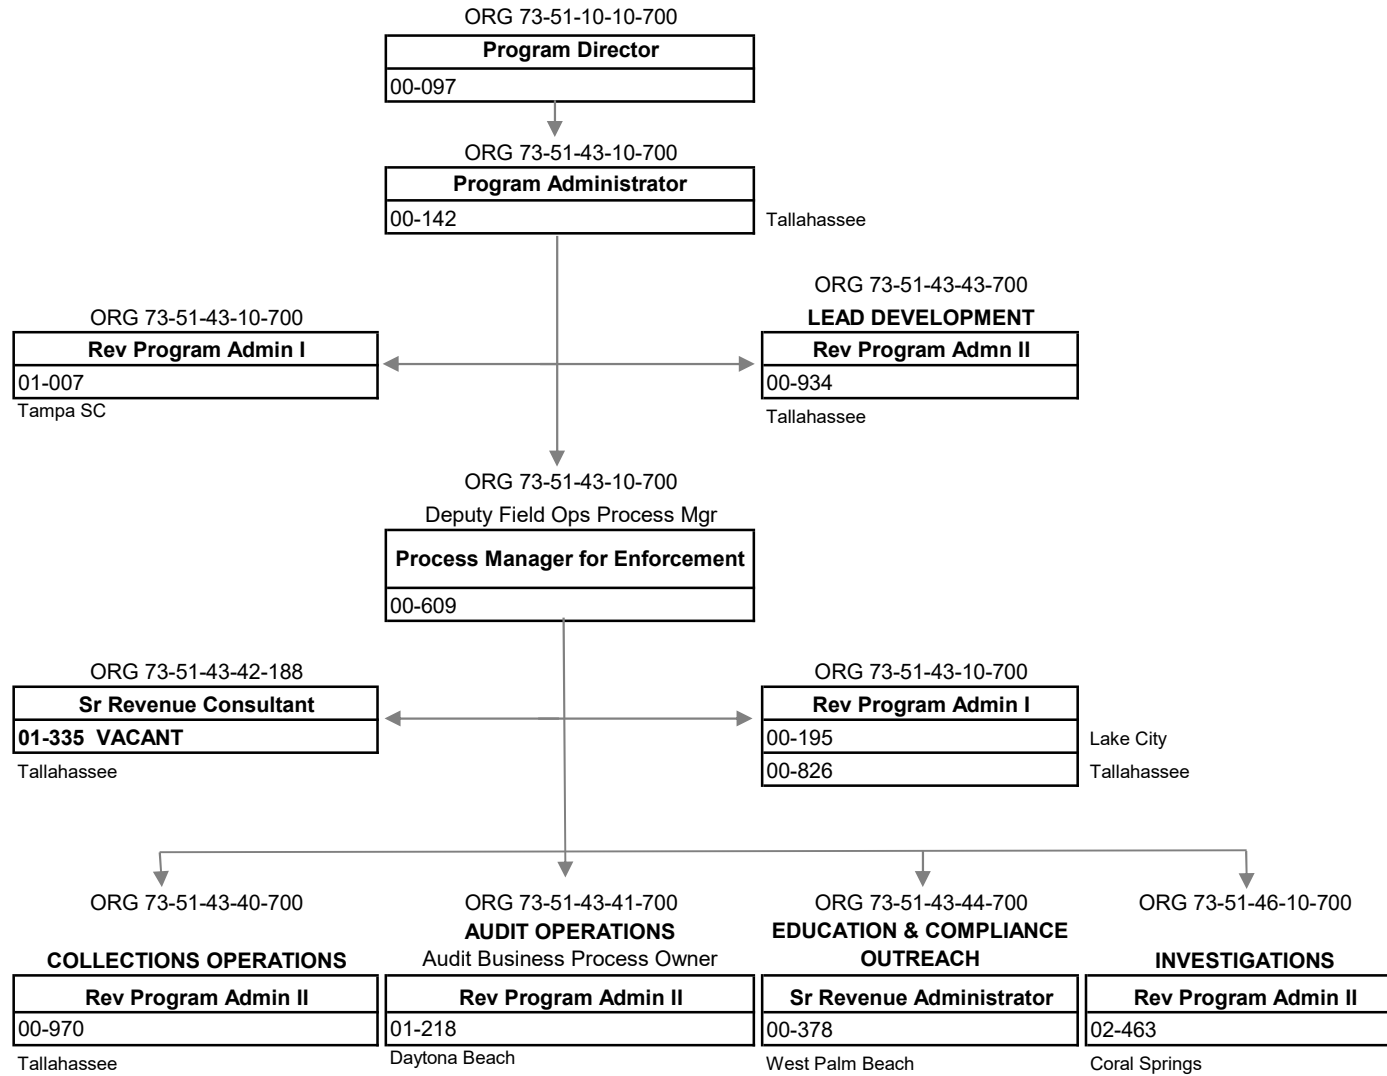 ORG 73-51-10-10-700
Program Director
00-097
ORG 73-51-43-10-700
Program Administrator
00-142
Tallahassee
ORG 73-51-43-10-700
Rev Program Admin I
01-007
Tampa SC
ORG 73-51-43-43-700
LEAD DEVELOPMENT
Rev Program Admn II
00-934
Tallahassee
ORG 73-51-43-10-700
Deputy Field Ops Process Mgr
Process Manager for Enforcement
00-609
ORG 73-51-43-42-188
Sr Revenue Consultant
01-335 VACANT
Tallahassee
ORG 73-51-43-10-700
Rev Program Admin I
00-195
Lake City
00-826
Tallahassee
ORG 73-51-43-40-700
COLLECTIONS OPERATIONS
Rev Program Admin II
00-970
Tallahassee
ORG 73-51-43-41-700
AUDIT OPERATIONS
Audit Business Process Owner
Rev Program Admin II
01-218
Daytona Beach
ORG 73-51-43-44-700
EDUCATION & COMPLIANCE
OUTREACH
Sr Revenue Administrator
00-378
West Palm Beach
ORG 73-51-46-10-700
INVESTIGATIONS
Rev Program Admin II
02-463
Coral Springs